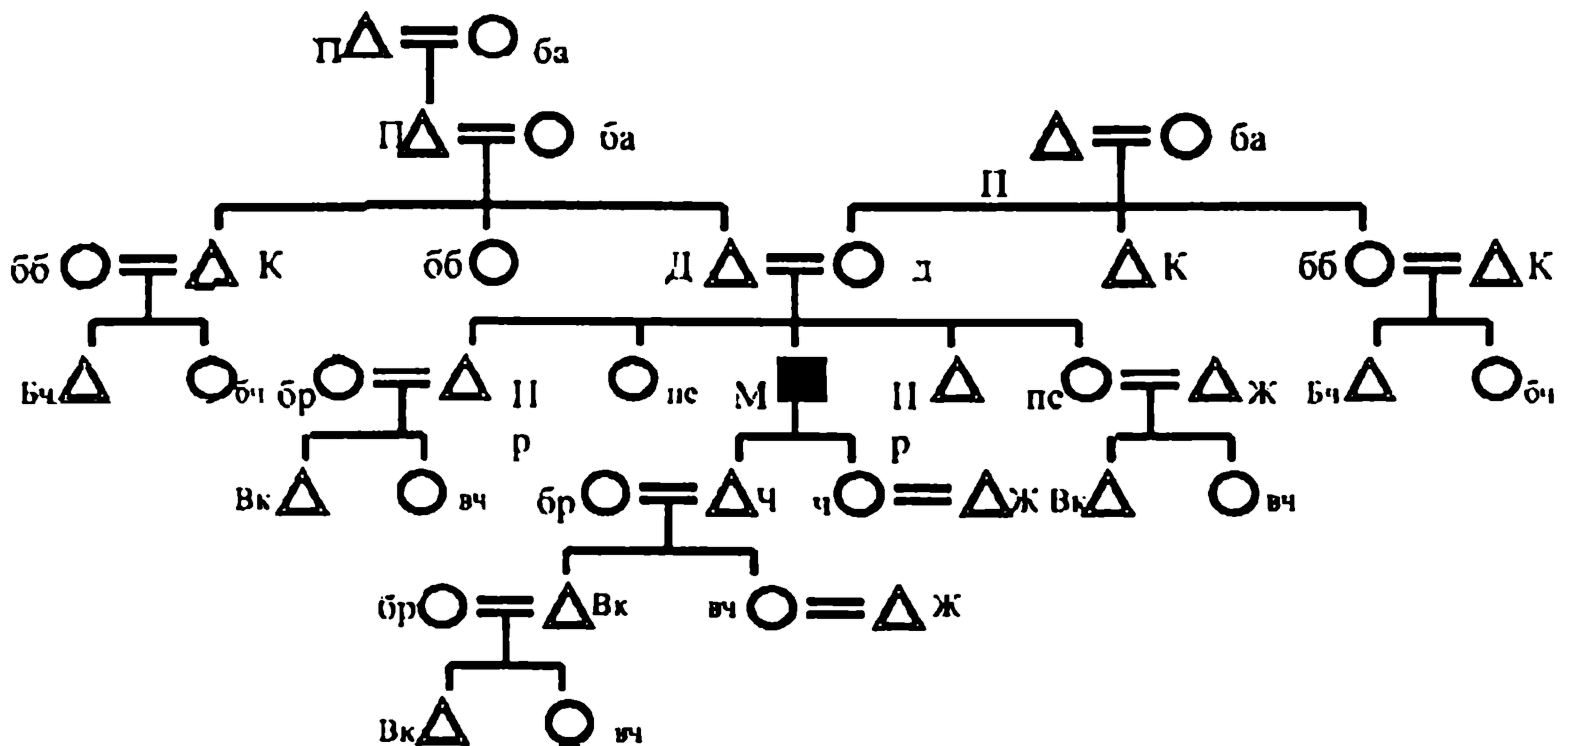 П ба
П ба ба
П
бб К бб Д д К бб К
Бч бч бр П пс М П пс Ж Бч бч
р р
Вк вч бр Ч ч Ж Вк вч
бр Вк вч Ж
Вк вч